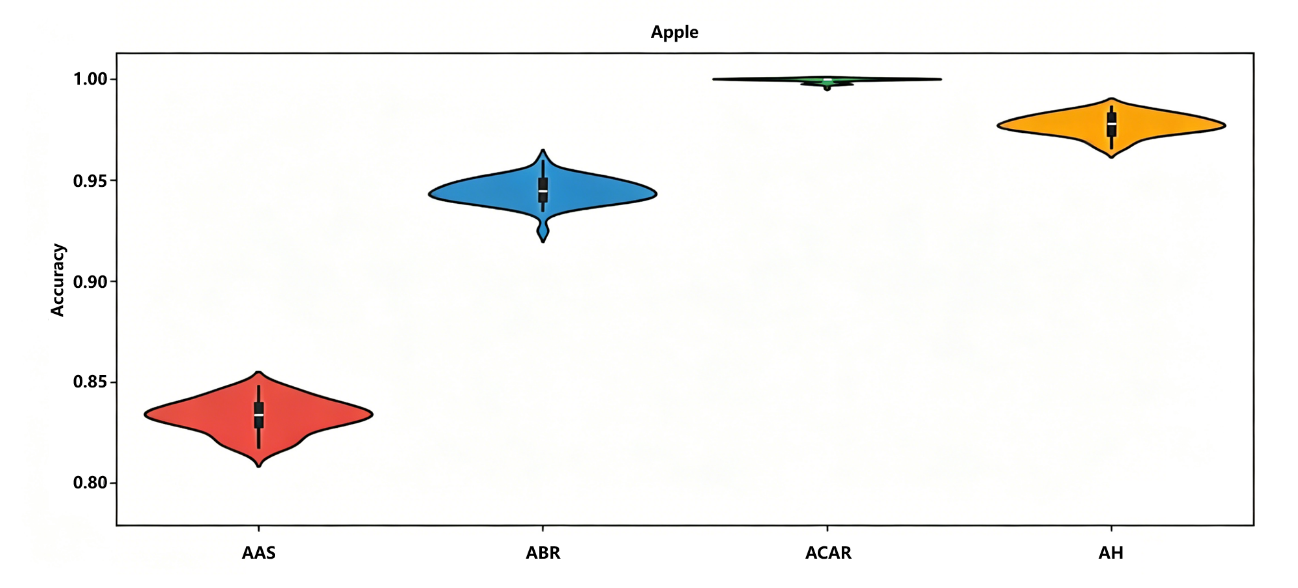 Apple
Accuracy
1.00
0.95
0.90
0.85
0.80
AAS
ABR
ACAR
AH